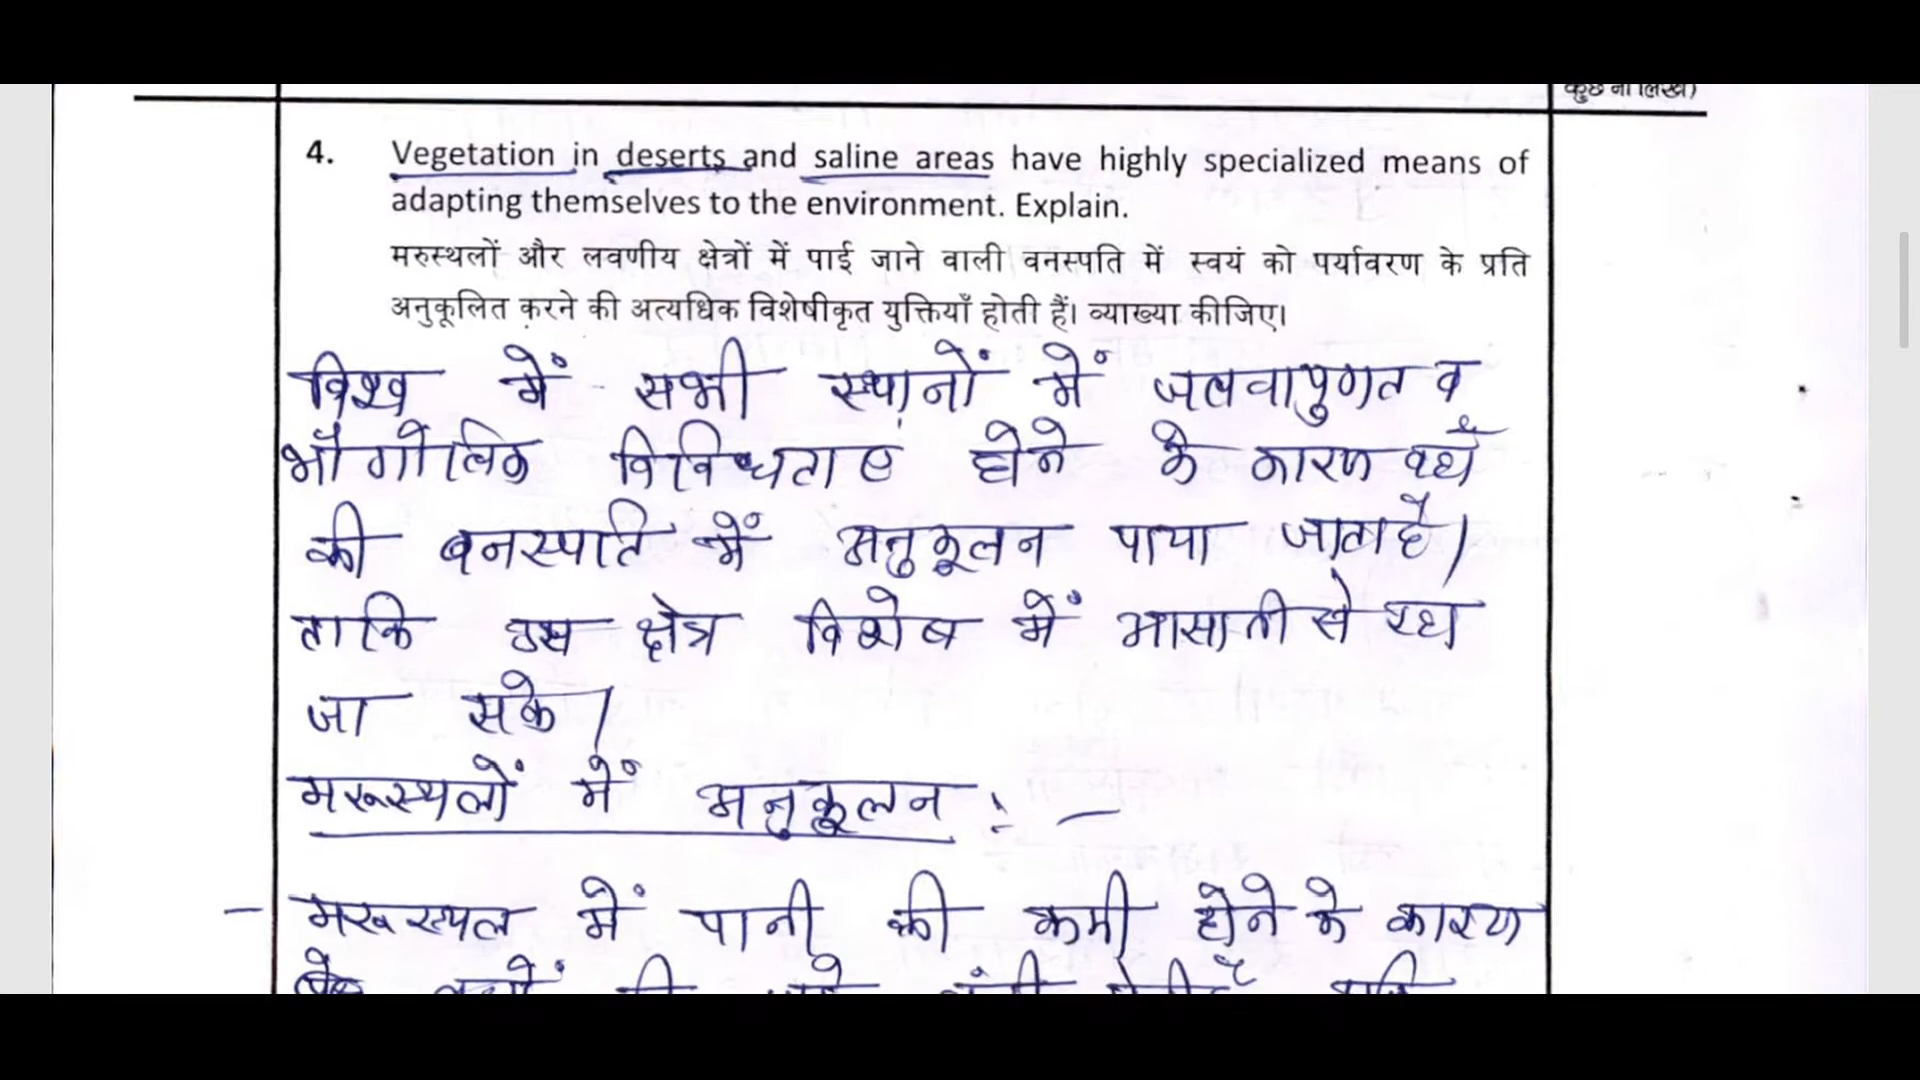 कुछ ना लिखें)
4. Vegetation in deserts and saline areas have highly specialized means of
adapting themselves to the environment. Explain.
मरुस्थलों और लवणीय क्षेत्रों में पाई जाने वाली वनस्पति में स्वयं को पर्यावरण के प्रति
अनुकूलित करने की अत्यधिक विशेषीकृत युक्तियाँ होती हैं। व्याख्या कीजिए।
विश्व में सभी स्थानों में जलवायुगत व
भौगोलिक विविधताएं होने के कारण वहाँ
की वनस्पति में अनुकूलन पाया जाता है।
ताकि उस क्षेत्र विशेष में आसानी से रहा
जा सके।
मरूस्थलों में अनुकूलन : —
– मरूस्थल में पानी की कमी होने के कारण